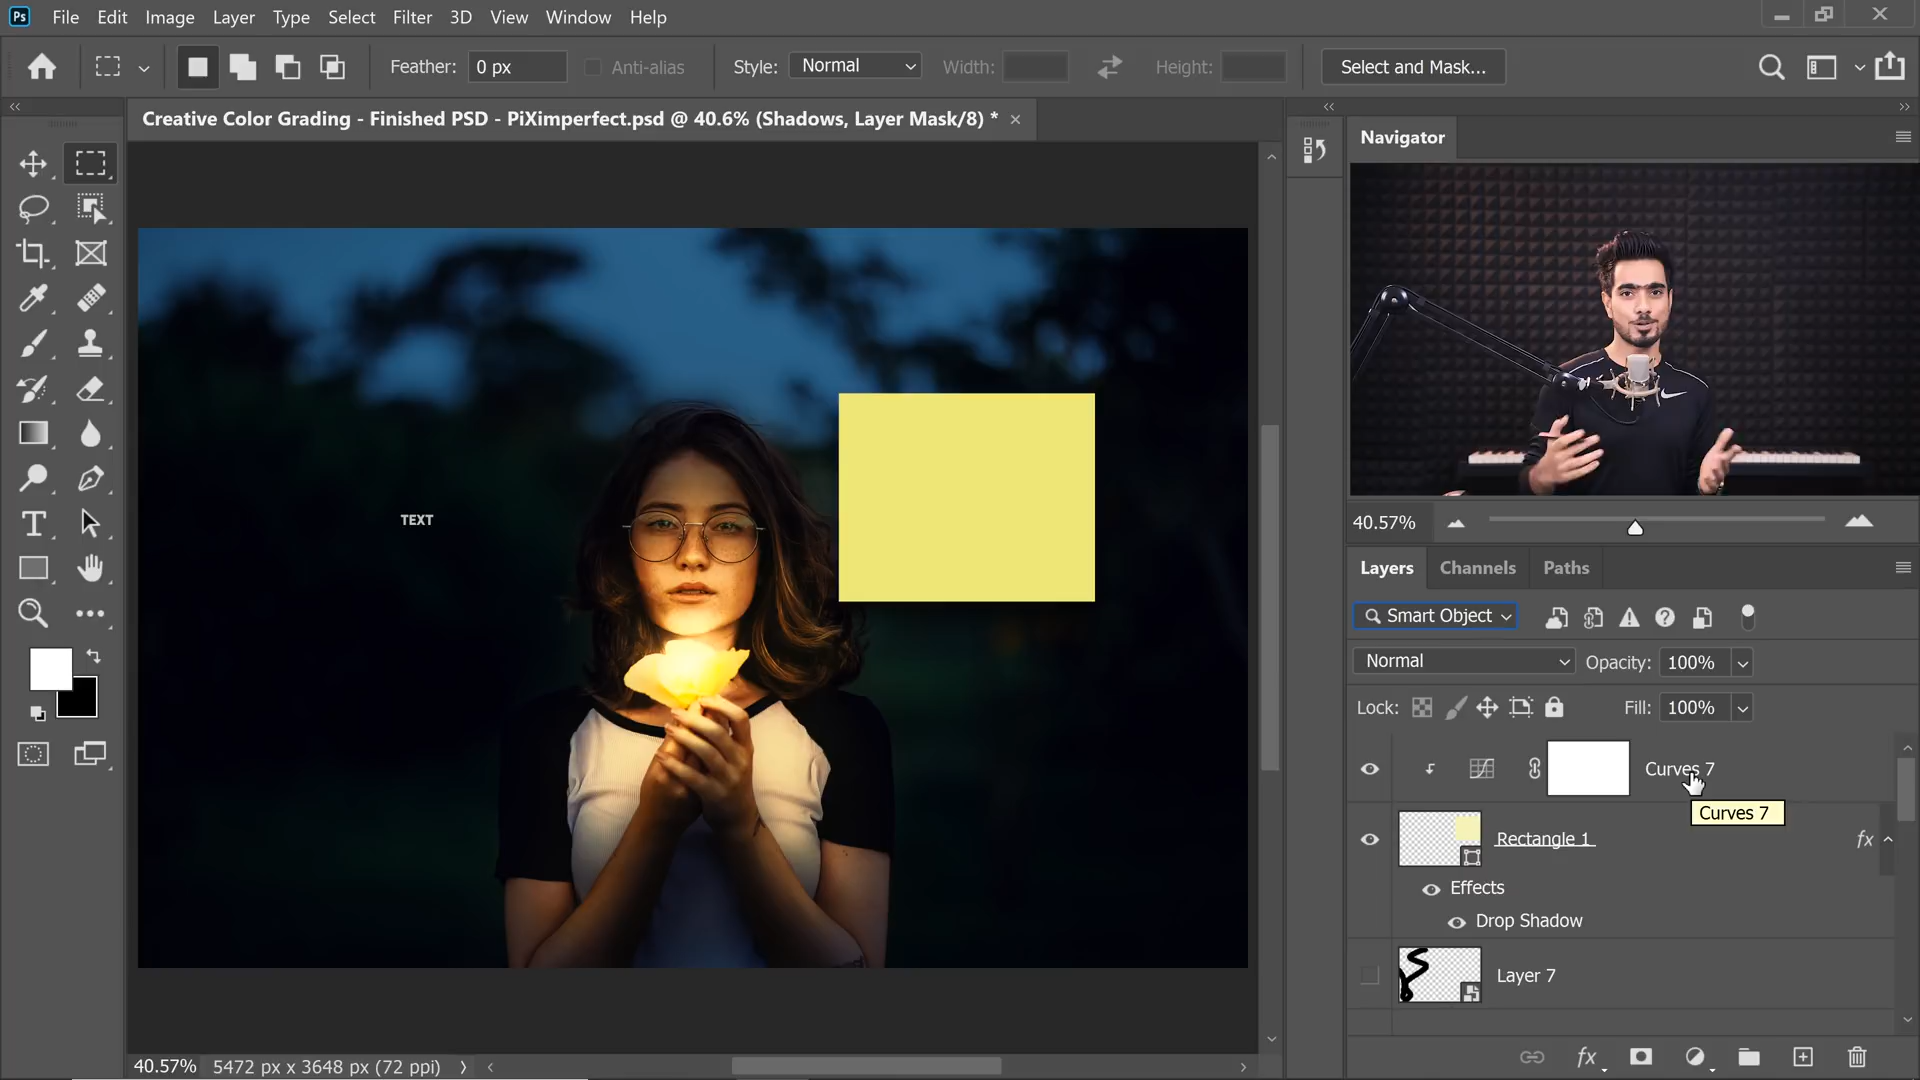 Ps File Edit Image Layer Type Select Filter 3D View Window Help
Feather: 0 px Anti-alias Style: Normal Width: Height: Select and Mask...
Creative Color Grading - Finished PSD - PiXimperfect.psd @ 40.6% (Shadows, Layer Mask/8) *
Navigator
TEXT
40.57%
Layers Channels Paths
Smart Object
Normal Opacity: 100%
Lock: Fill: 100%
Curves 7
Curves 7
Rectangle 1 fx
Effects
Drop Shadow
Layer 7
40.57% 5472 px x 3648 px (72 ppi)
fx